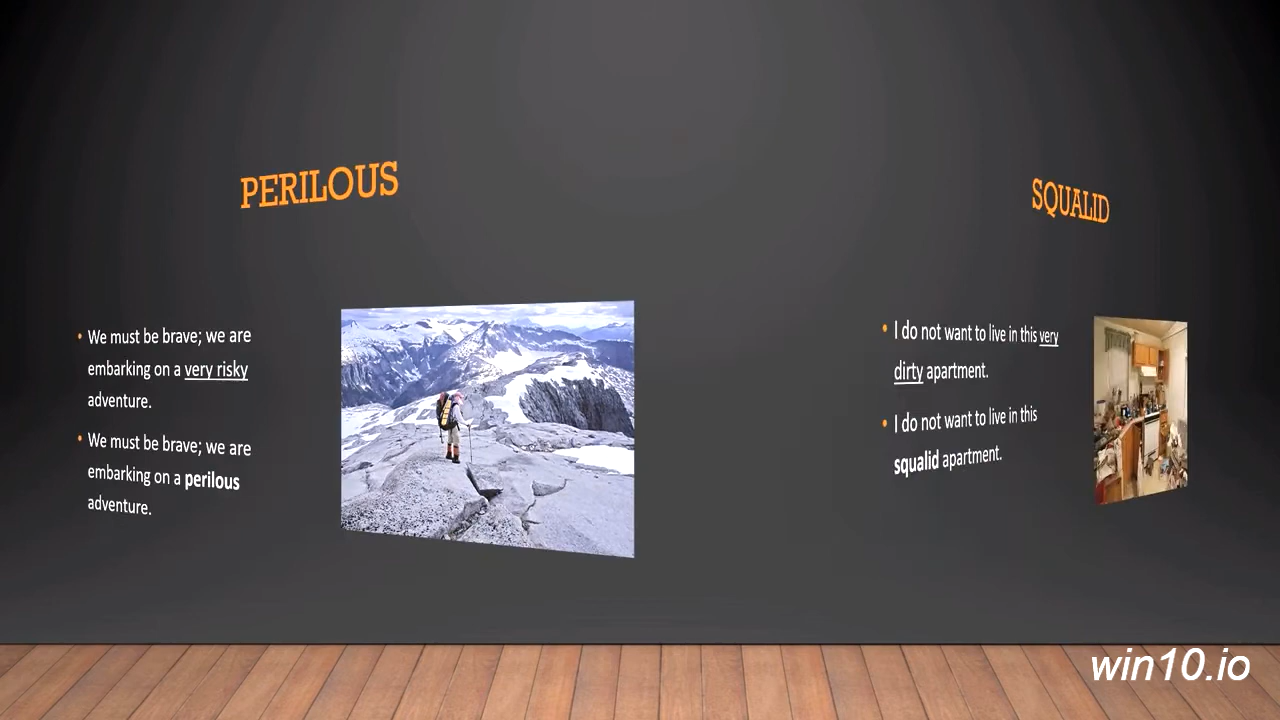 PERILOUS
• We must be brave; we are
embarking on a very risky
adventure.
• We must be brave; we are
embarking on a perilous
adventure.
SQUALID
• I do not want to live in this very
dirty apartment.
• I do not want to live in this
squalid apartment.
win10.io